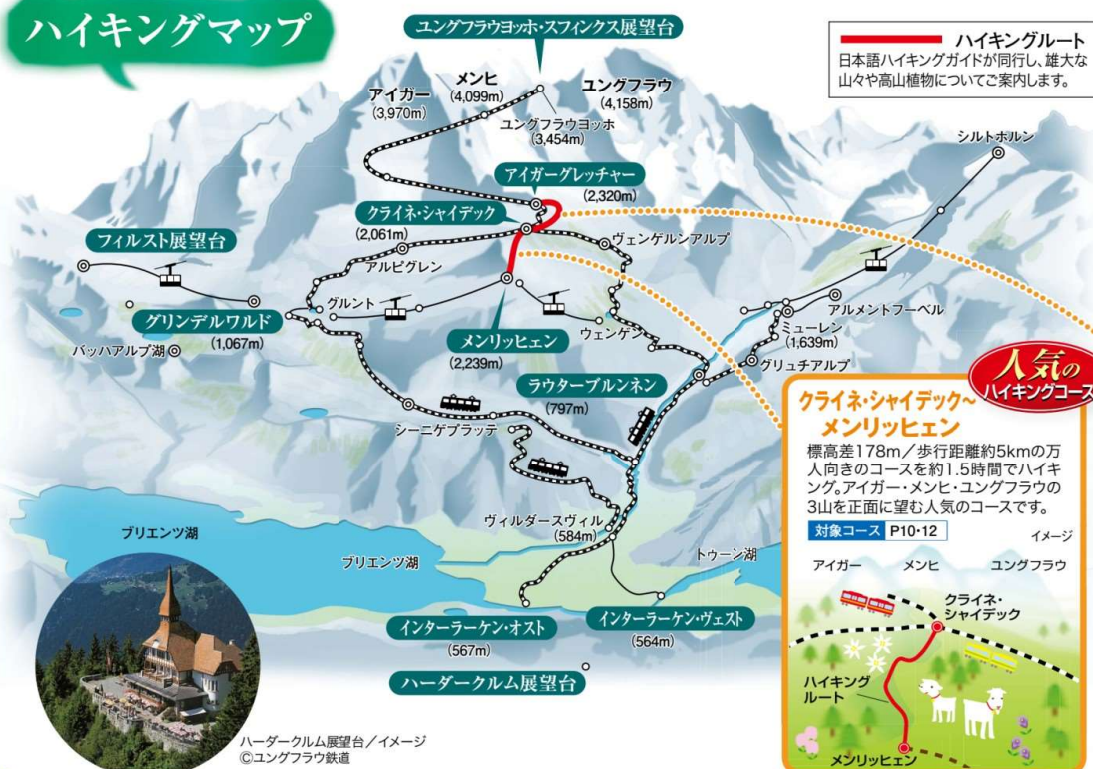 ハイキングマップ
ユングフラウヨッホ・スフィンクス展望台
ハイキングルート
日本語ハイキングガイドが同行し、雄大な
山々や高山植物についてご案内します。
アイガー
(3,970m)
メンヒ
(4,099m)
ユングフラウ
(4,158m)
ユングフラウヨッホ
(3,454m)
シルトホルン
アイガーグレッチャー
(2,320m)
クライネ・シャイデック
(2,061m)
フィルスト展望台
アルピグレン
ヴェンゲルンアルプ
グルント
グリンデルワルド
(1,067m)
バッハアルプ湖
メンリッヒェン
(2,239m)
ウェンゲン
アルメントフーベル
ミューレン
(1,639m)
グリュチアルプ
ラウターブルンネン
(797m)
シーニゲプラッテ
ヴィルダースヴィル
(584m)
ブリエンツ湖
ブリエンツ湖
トゥーン湖
インターラーケン・オスト
(567m)
インターラーケン・ヴェスト
(564m)
ハーダークルム展望台
ハーダークルム展望台／イメージ
©ユングフラウ鉄道
人気の
ハイキングコース
クライネ・シャイデック~
メンリッヒェン
標高差178m／歩行距離約5kmの万
人向きのコースを約1.5時間でハイキ
ング。アイガー・メンヒ・ユングフラウの
3山を正面に望む人気のコースです。
対象コース P10・12
イメージ
アイガー メンヒ ユングフラウ
クライネ・
シャイデック
ハイキング
ルート
メンリッヒェン